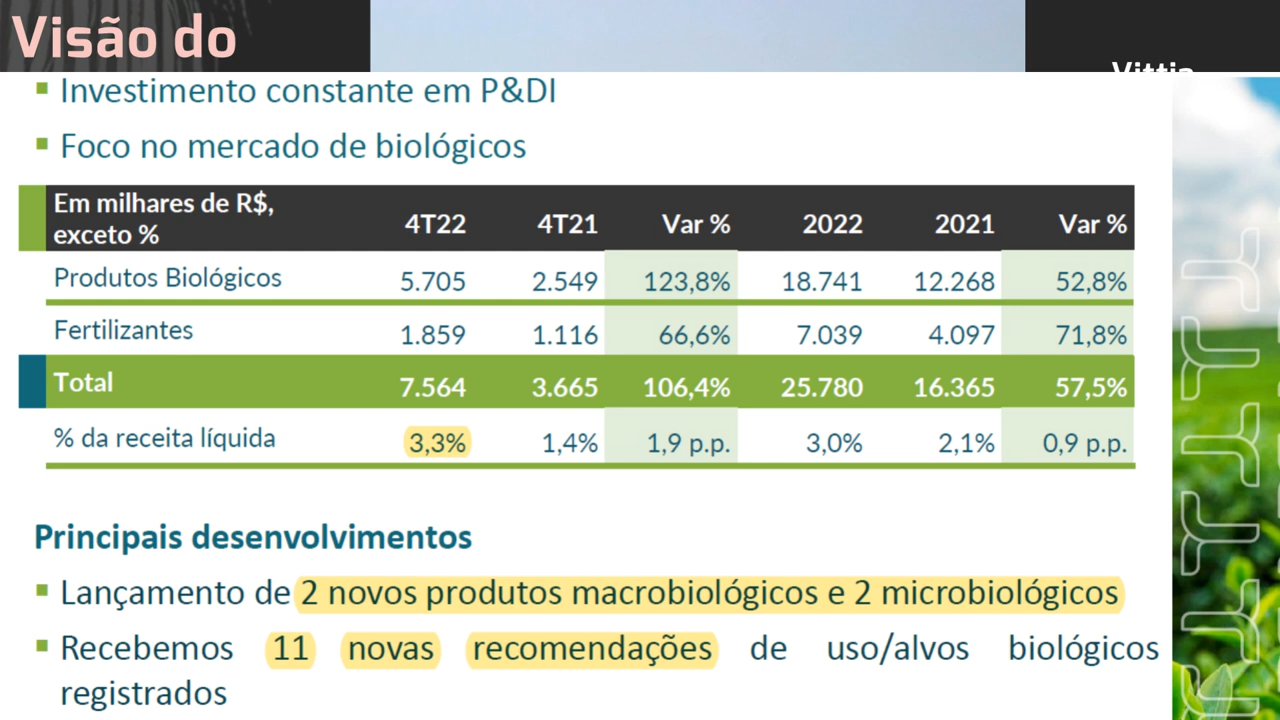 Visão do
Vittia
Investimento constante em P&DI
Foco no mercado de biológicos
Em milhares de R$, exceto % 4T22 4T21 Var % 2022 2021 Var %
Produtos Biológicos 5.705 2.549 123,8% 18.741 12.268 52,8%
Fertilizantes 1.859 1.116 66,6% 7.039 4.097 71,8%
Total 7.564 3.665 106,4% 25.780 16.365 57,5%
% da receita líquida 3,3% 1,4% 1,9 p.p. 3,0% 2,1% 0,9 p.p.
Principais desenvolvimentos
Lançamento de 2 novos produtos macrobiológicos e 2 microbiológicos
Recebemos 11 novas recomendações de uso/alvos biológicos
registrados